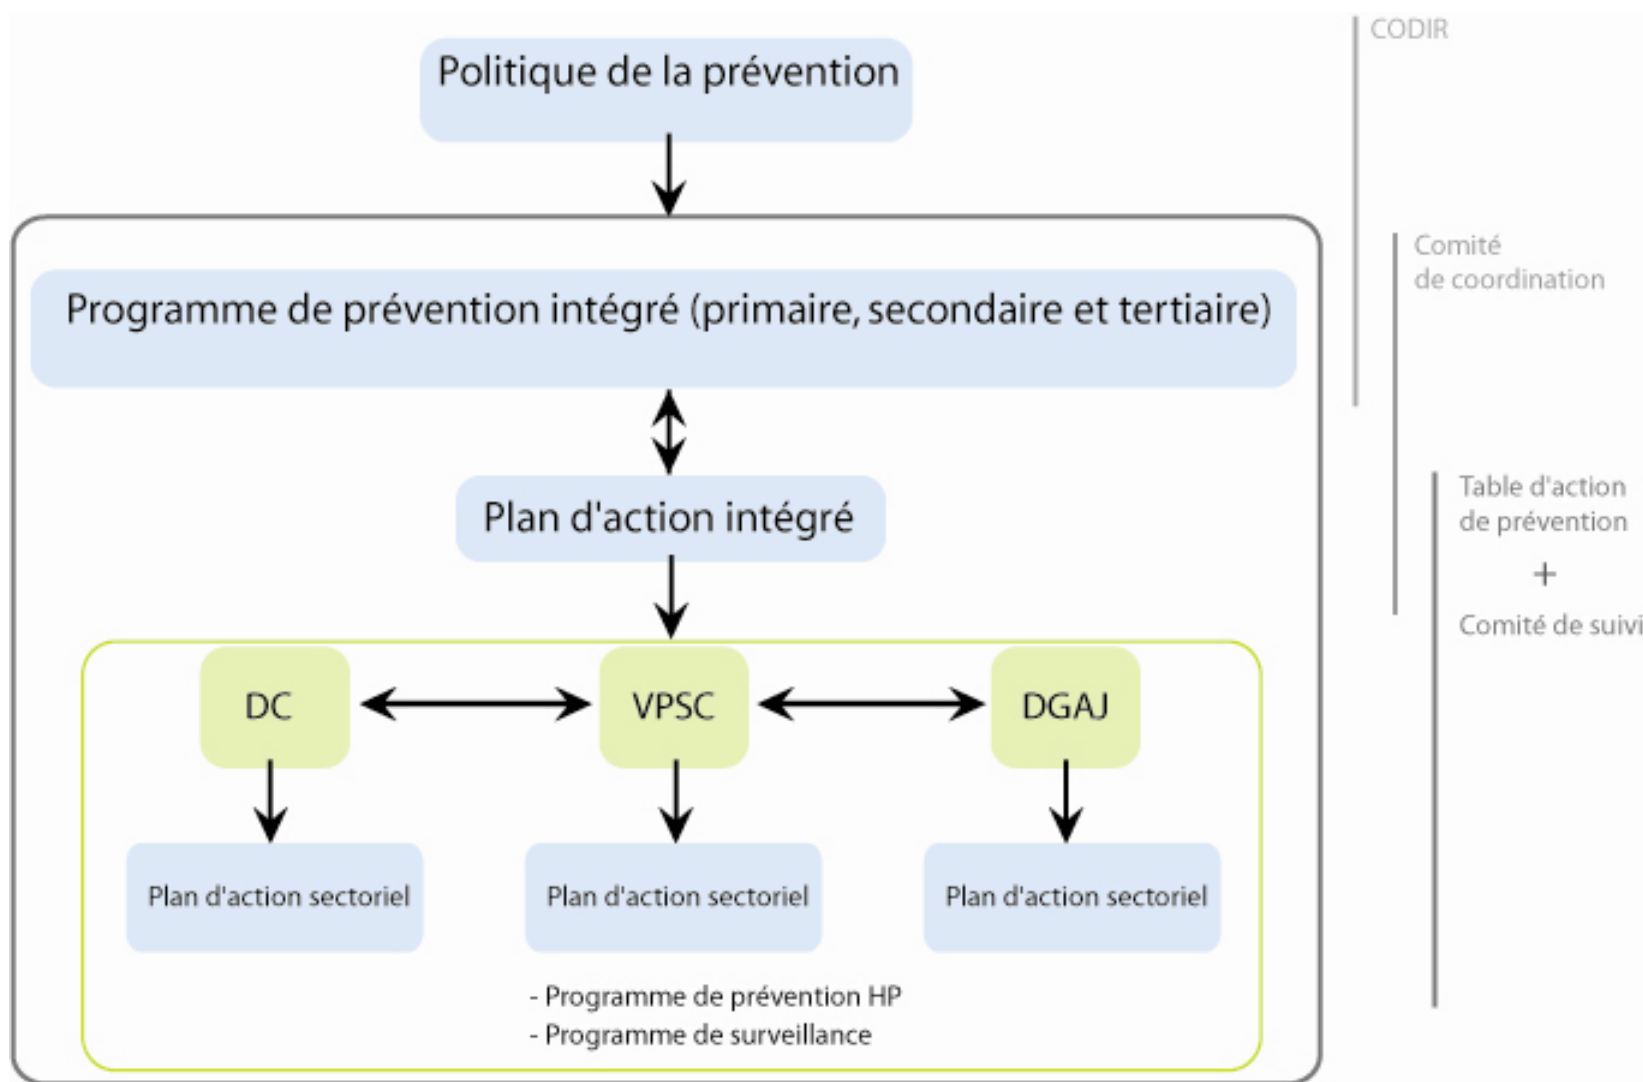 CODIR
Politique de la prévention
Comité
de coordination
Programme de prévention intégré (primaire, secondaire et tertiaire)
Plan d'action intégré
Table d'action
de prévention
+
Comité de suivi
DC
VPSC
DGAJ
Plan d'action sectoriel
Plan d'action sectoriel
Plan d'action sectoriel
- Programme de prévention HP
- Programme de surveillance